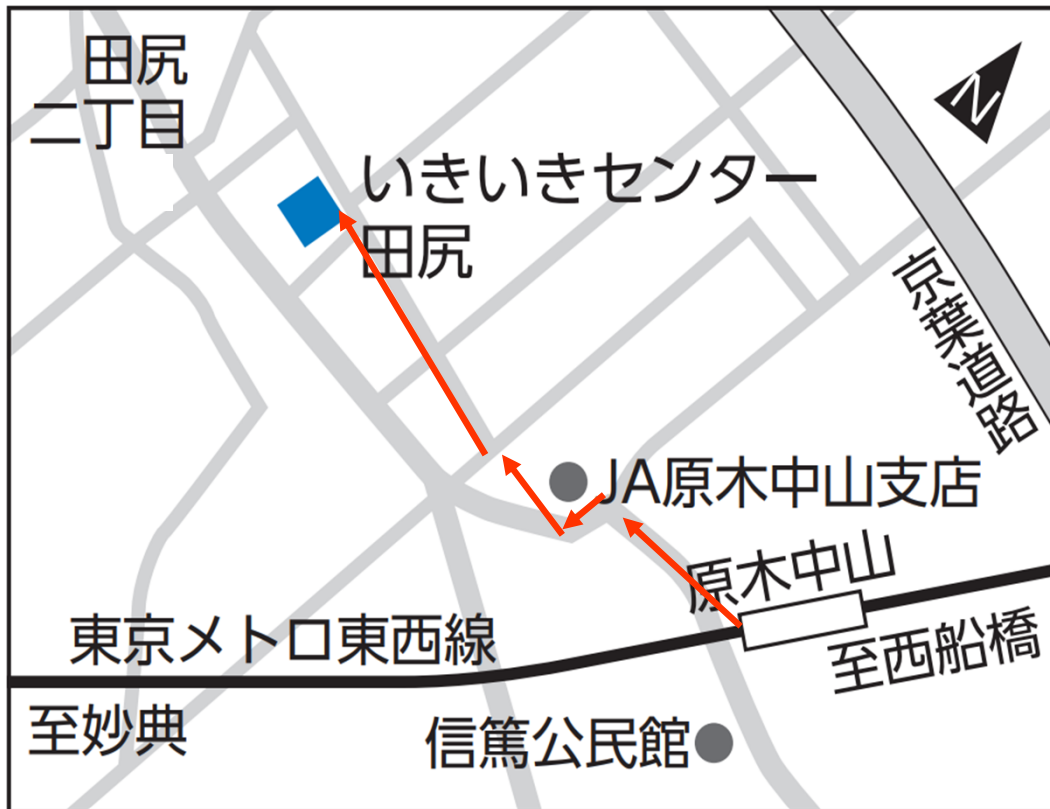 田尻
二丁目
N
いきいきセンター
田尻
京葉道路
JA原木中山支店
原木中山
東京メトロ東西線
至西船橋
至妙典
信篤公民館